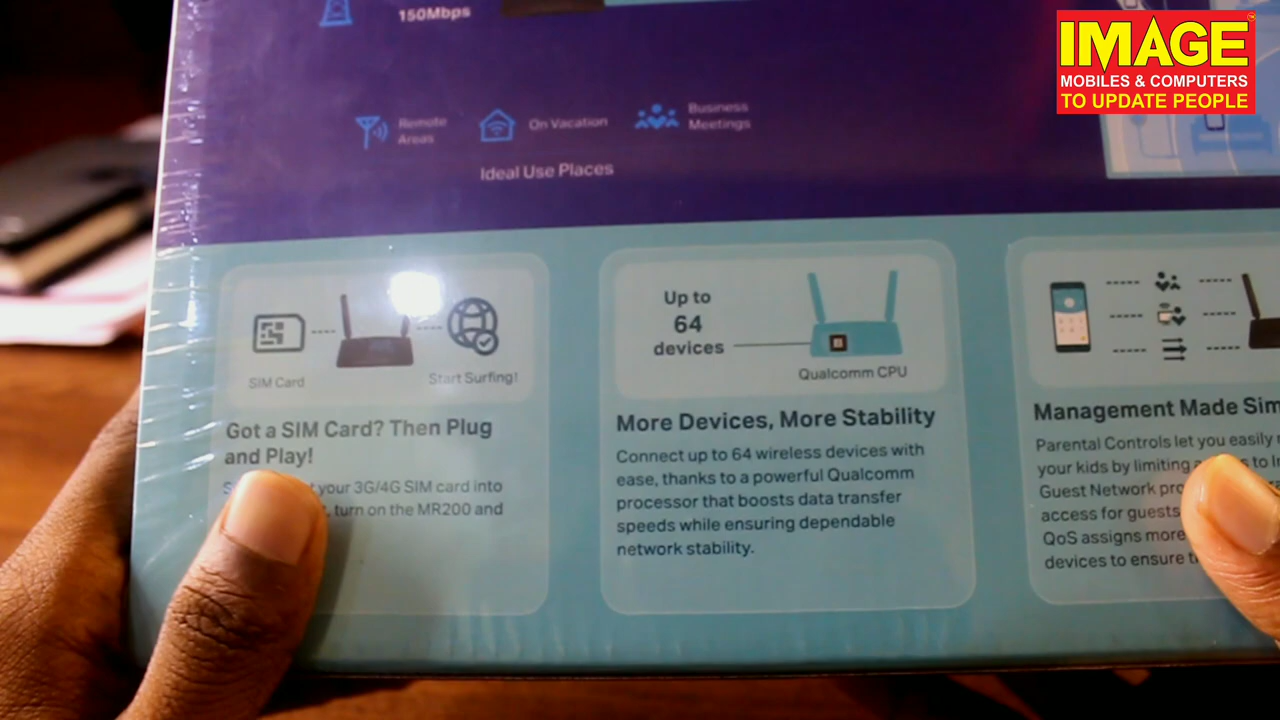 150Mbps
IMAGE
MOBILES & COMPUTERS
TO UPDATE PEOPLE
Remote
Areas
On Vacation
Business
Meetings
Ideal Use Places
SIM Card
Start Surfing!
Got a SIM Card? Then Plug
and Play!
your 3G/4G SIM card into
turn on the MR200 and
Up to
64
devices
Qualcomm CPU
More Devices, More Stability
Connect up to 64 wireless devices with
ease, thanks to a powerful Qualcomm
processor that boosts data transfer
speeds while ensuring dependable
network stability.
Management Made
Parental Controls let you easily
your kids by limiting
Guest Network
access for guests
QoS assigns more
devices to ensure